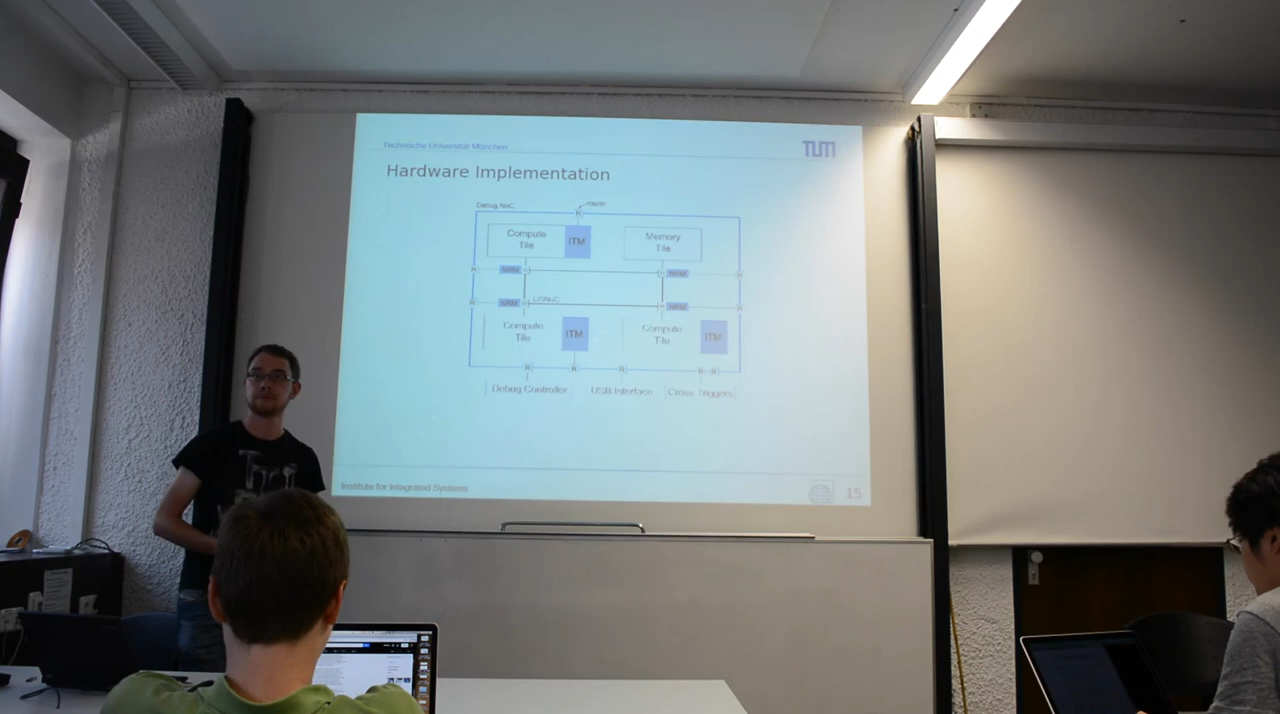 Technische Universität München
TUM
Hardware Implementation
Debug NoC
router
R
Compute
Tile
ITM
Memory
Tile
R NRM R R NRM R
R NRM R LISNoC R NRM R
Compute
Tile
ITM
Compute
Tile
ITM
R R R R R
Debug Controller
USB Interface
Cross Triggers
Institute for Integrated Systems
15